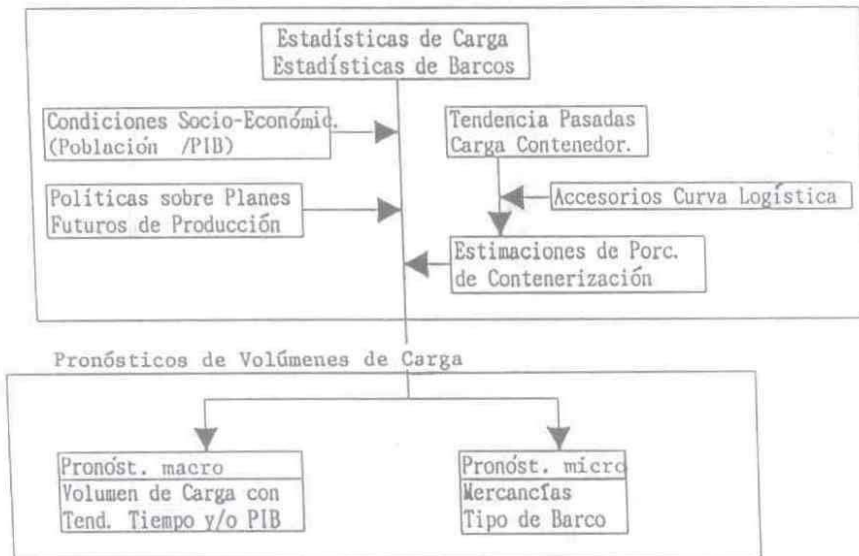 Estadísticas de Carga
Estadísticas de Barcos
Condiciones Socio-Económic.
(Población /PIB)
Tendencia Pasadas
Carga Contenedor.
Políticas sobre Planes
Futuros de Producción
Accesorios Curva Logística
Estimaciones de Porc.
de Contenerización
Pronósticos de Volúmenes de Carga
Pronóst. macro
Volumen de Carga con
Tend. Tiempo y/o PIB
Pronóst. micro
Mercancías
Tipo de Barco